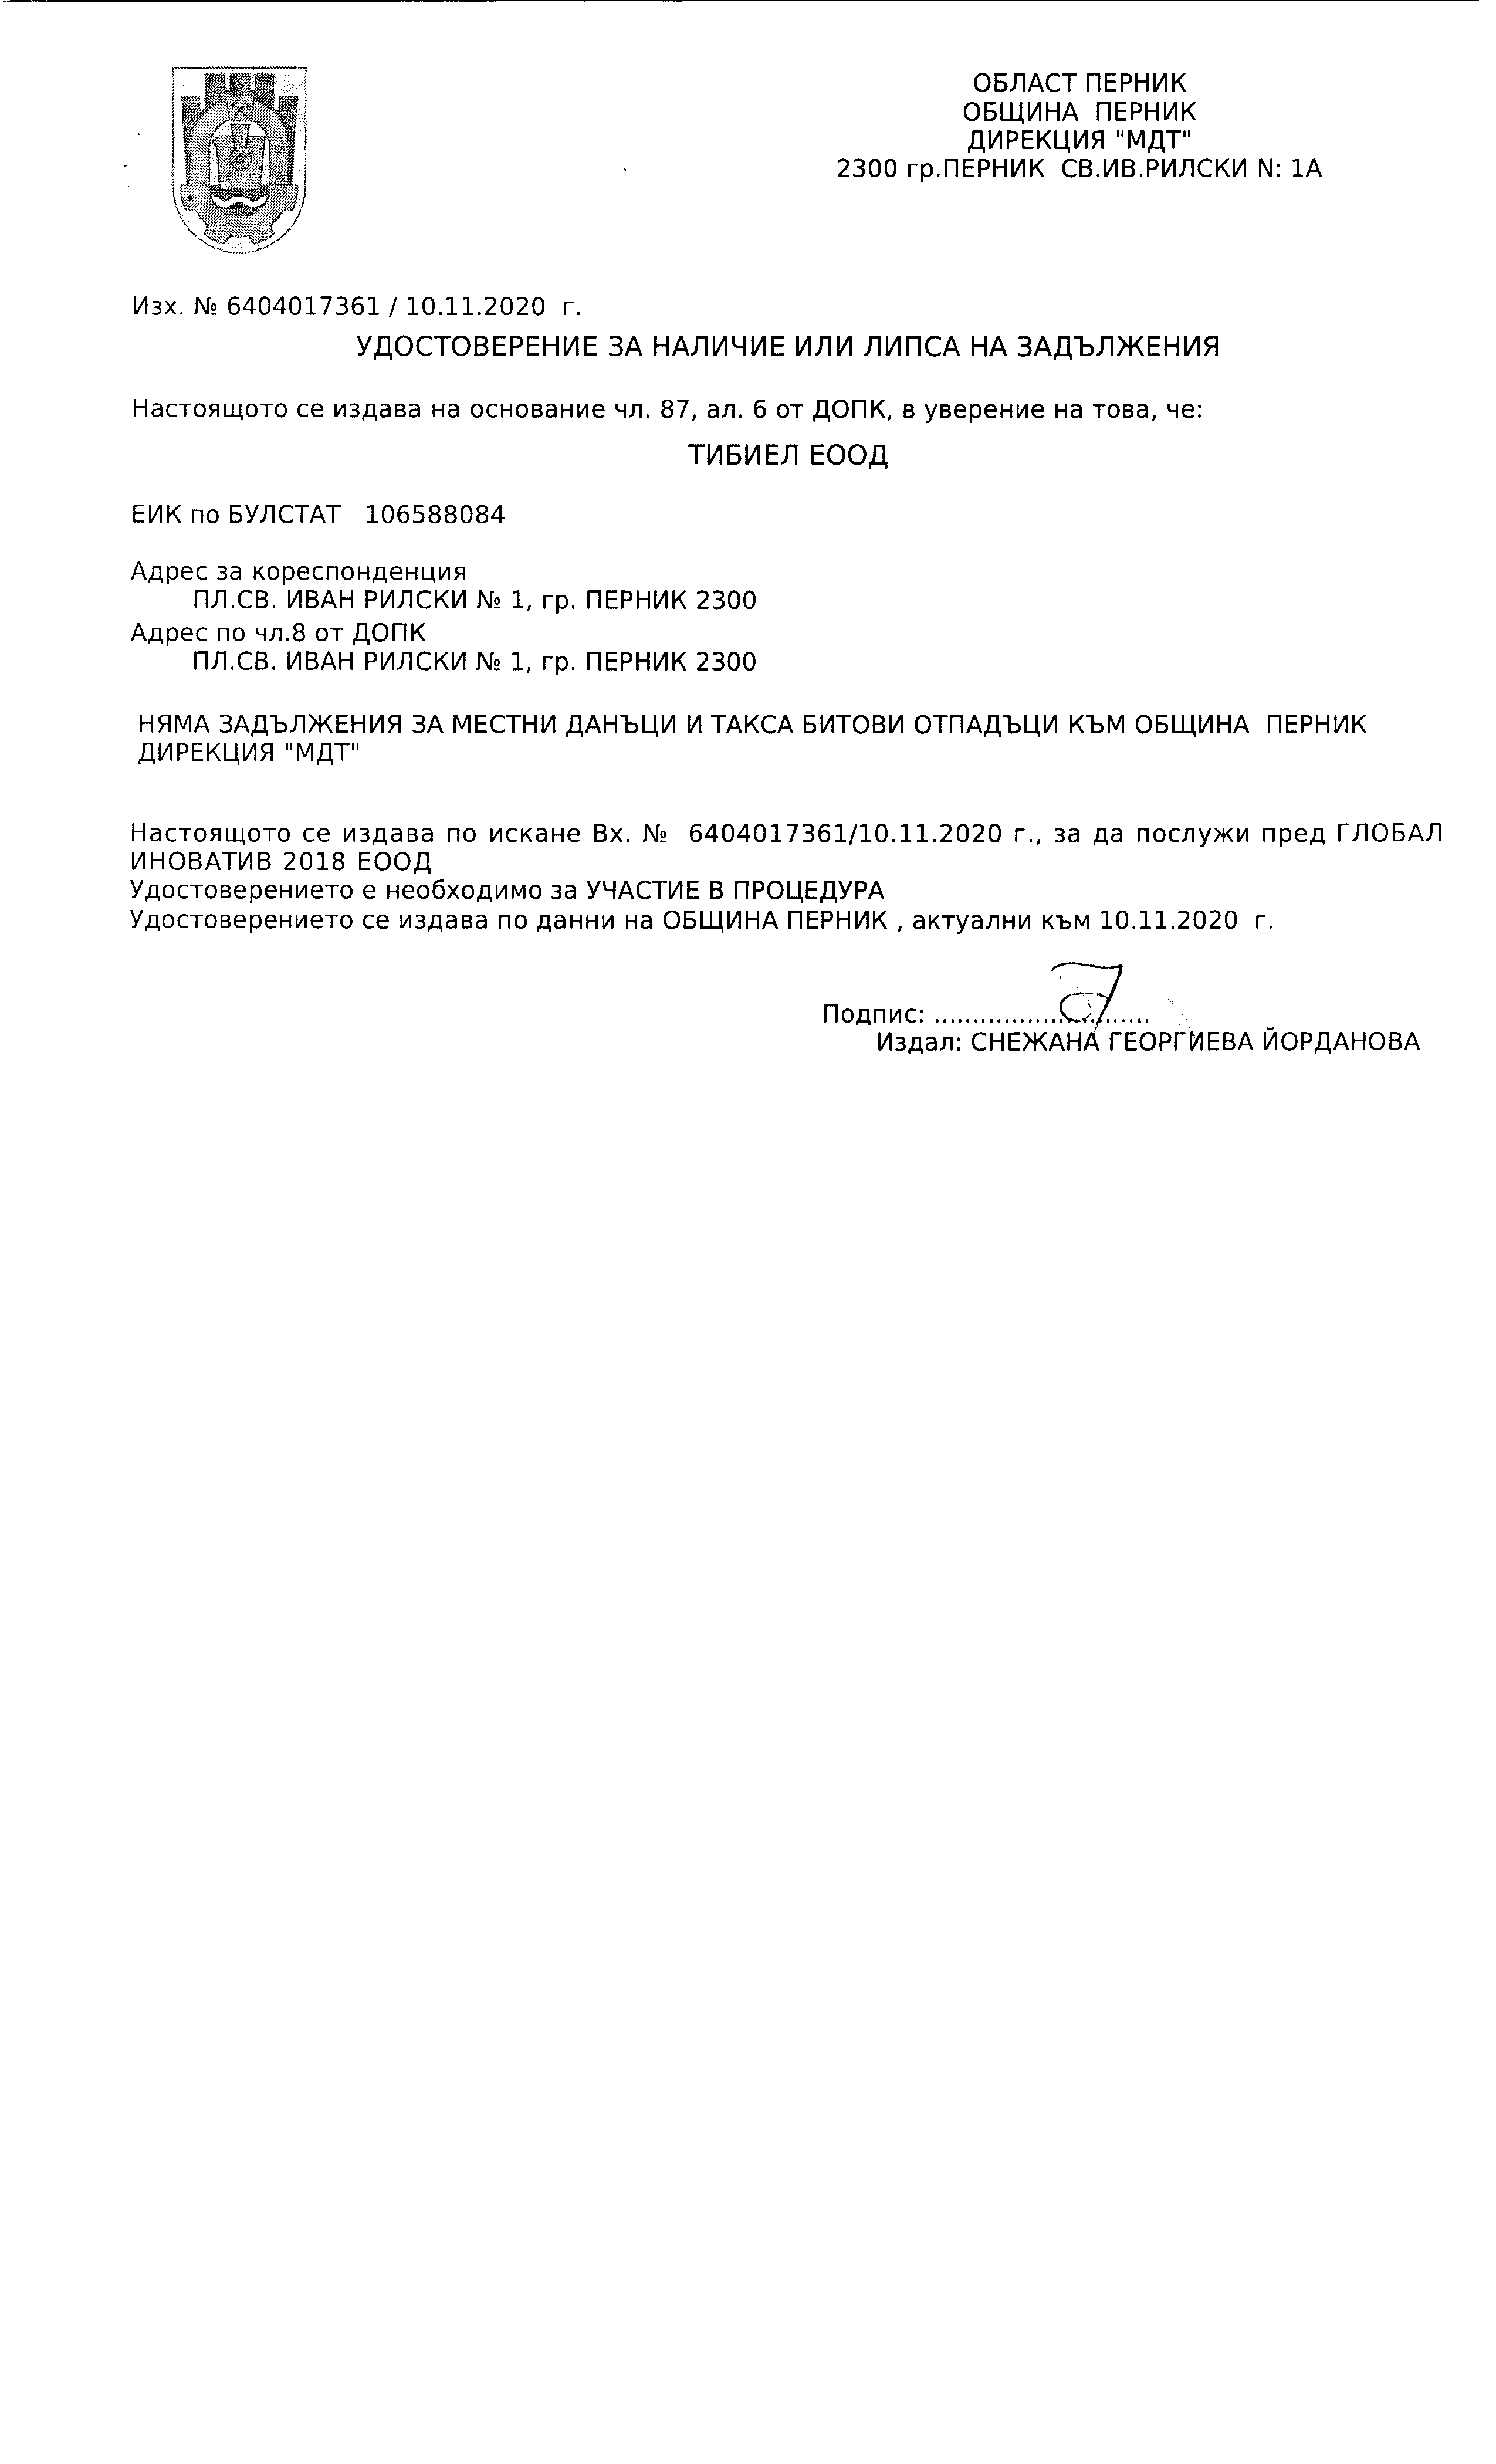 ОБЛАСТ ПЕРНИК
ОБЩИНА ПЕРНИК
ДИРЕКЦИЯ "МДТ"
2300 гр.ПЕРНИК СВ.ИВ.РИЛСКИ N: 1А
Изх. № 6404017361 / 10.11.2020 г.
УДОСТОВЕРЕНИЕ ЗА НАЛИЧИЕ ИЛИ ЛИПСА НА ЗАДЪЛЖЕНИЯ
Настоящото се издава на основание чл. 87, ал. 6 от ДОПК, в уверение на това, че:
ТИБИЕЛ ЕООД
ЕИК по БУЛСТАТ 106588084
Адрес за кореспонденция
ПЛ.СВ. ИВАН РИЛСКИ № 1, гр. ПЕРНИК 2300
Адрес по чл.8 от ДОПК
ПЛ.СВ. ИВАН РИЛСКИ № 1, гр. ПЕРНИК 2300
НЯМА ЗАДЪЛЖЕНИЯ ЗА МЕСТНИ ДАНЪЦИ И ТАКСА БИТОВИ ОТПАДЪЦИ КЪМ ОБЩИНА ПЕРНИК
ДИРЕКЦИЯ "МДТ"
Настоящото се издава по искане Вх. № 6404017361/10.11.2020 г., за да послужи пред ГЛОБАЛ
ИНОВАТИВ 2018 ЕООД
Удостоверението е необходимо за УЧАСТИЕ В ПРОЦЕДУРА
Удостоверението се издава по данни на ОБЩИНА ПЕРНИК , актуални към 10.11.2020 г.
Подпис: ............................
Издал: СНЕЖАНА ГЕОРГИЕВА ЙОРДАНОВА